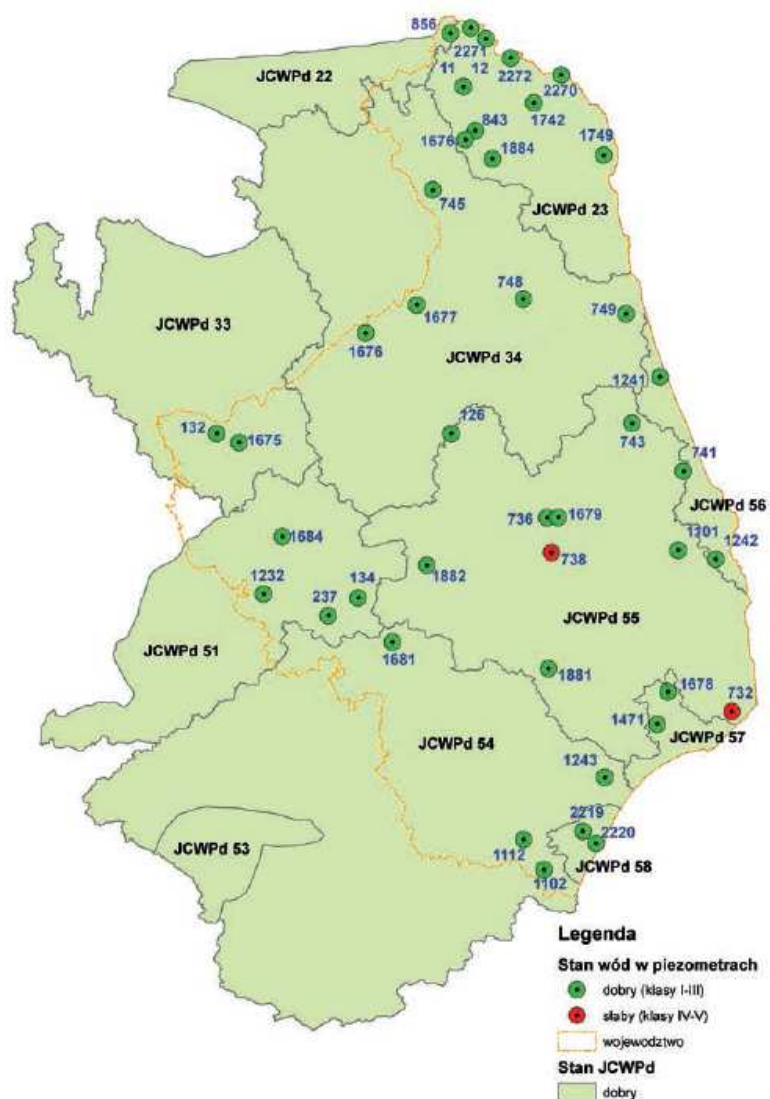 856
2271
JCWPd 22
11
12
2272
2270
1742
843
1676
1884
1749
745
JCWPd 23
748
749
JCWPd 33
1677
1676
JCWPd 34
1241
126
743
132
1675
741
JCWPd 56
736
1679
1684
1201
1242
738
1882
1232
134
237
JCWPd 55
JCWPd 51
1681
1881
1678
732
1471
JCWPd 57
JCWPd 54
1243
2219
2220
JCWPd 53
1112
JCWPd 58
1102
Legenda
Stan wód w piezometrach
dobry (klasy I-III)
słaby (klasy IV-V)
województwo
Stan JCWPd
dobry